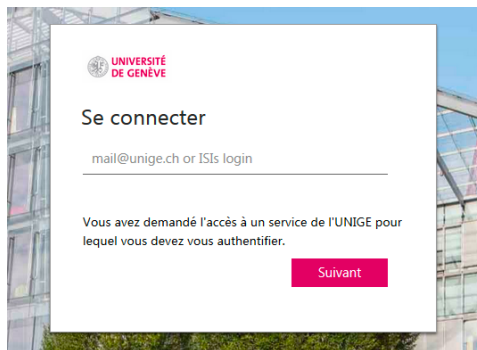 UNIVERSITÉ
DE GENÈVE
Se connecter
mail@unige.ch or ISIs login
Vous avez demandé l'accès à un service de l'UNIGE pour
lequel vous devez vous authentifier.
Suivant